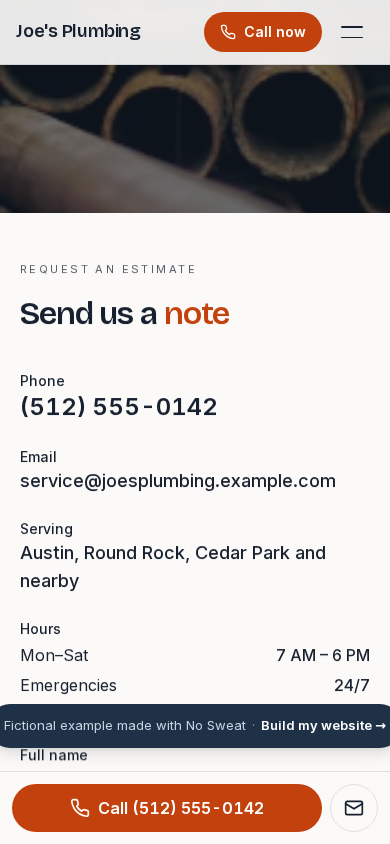 Joe's Plumbing
Call now
REQUEST AN ESTIMATE
Send us a note
Phone
(512) 555-0142
Email
service@joesplumbing.example.com
Serving
Austin, Round Rock, Cedar Park and
nearby
Hours
Mon–Sat 7 AM – 6 PM
Emergencies 24/7
Fictional example made with No Sweat · Build my website →
Full name
Call (512) 555-0142